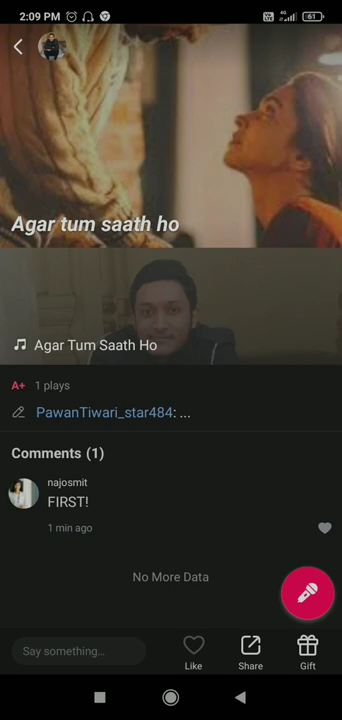 2:09 PM
4G
61
Agar tum saath ho
Agar Tum Saath Ho
A+ 1 plays
PawanTiwari_star484: ...
Comments (1)
najosmit
FIRST!
1 min ago
No More Data
Say something...
Like
Share
Gift